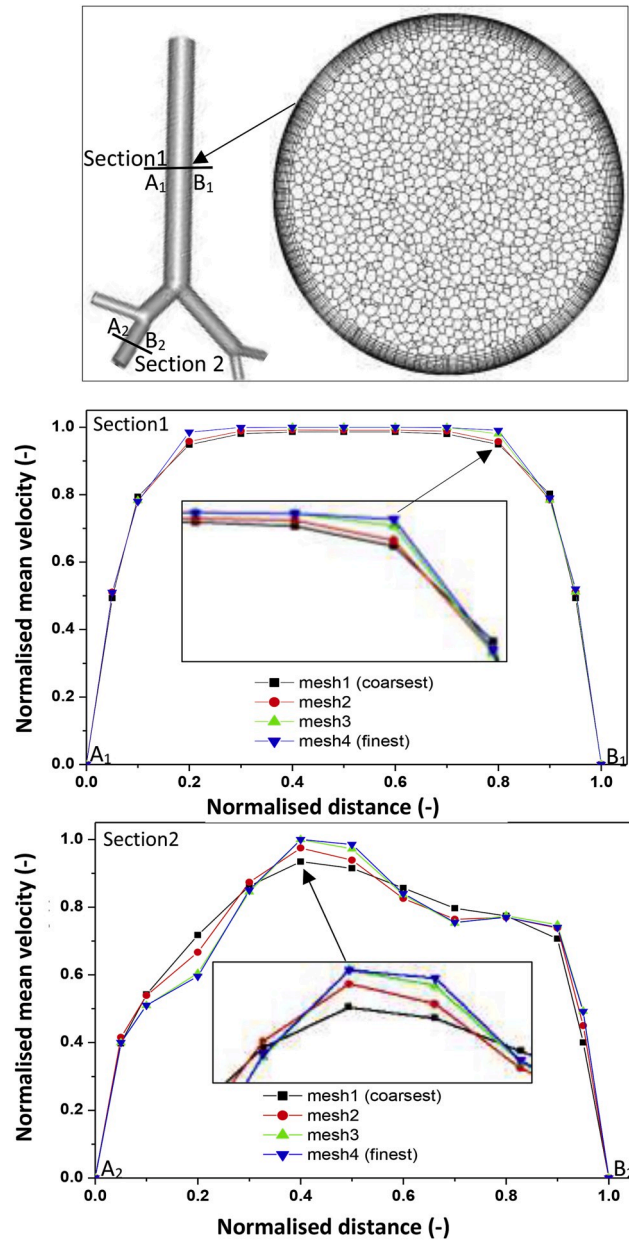 Section1
A1 B1
A2
B2
Section 2
Section1
Normalised mean velocity (-)
1.0
0.8
0.6
0.4
0.2
0.0
mesh1 (coarsest)
mesh2
mesh3
mesh4 (finest)
A1
B1
0.0 0.2 0.4 0.6 0.8 1.0
Normalised distance (-)
Section2
Normalised mean velocity (-)
1.0
0.8
0.6
0.4
0.2
0.0
mesh1 (coarsest)
mesh2
mesh3
mesh4 (finest)
A2
0.0 0.2 0.4 0.6 0.8 1.0
Normalised distance (-)